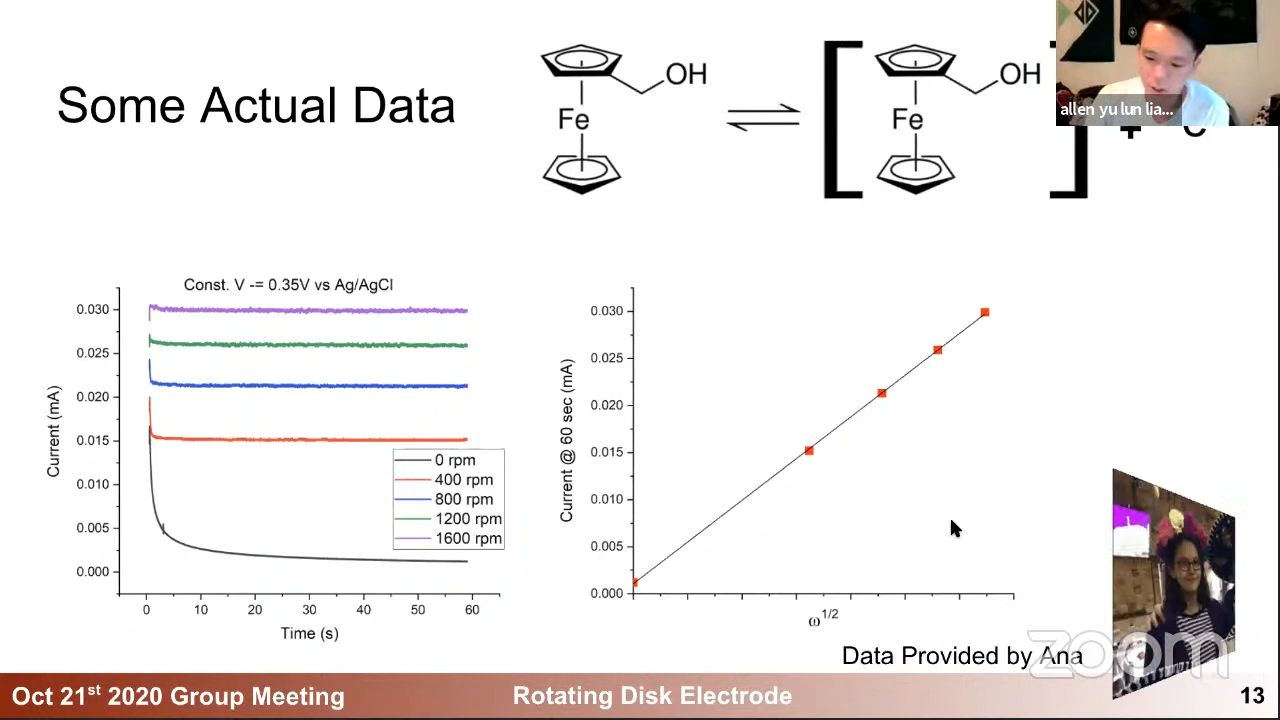 Some Actual Data
OH
Fe
OH
Fe
+ e
allen yu lun lia...
Const. V -= 0.35V vs Ag/AgCl
Current (mA)
0.030
0.025
0.020
0.015
0.010
0.005
0.000
0 rpm
400 rpm
800 rpm
1200 rpm
1600 rpm
0 10 20 30 40 50 60
Time (s)
Current @ 60 sec (mA)
0.030
0.025
0.020
0.015
0.010
0.005
0.000
ω^1/2
Data Provided by Ana
zoom
Oct 21st 2020 Group Meeting
Rotating Disk Electrode
13